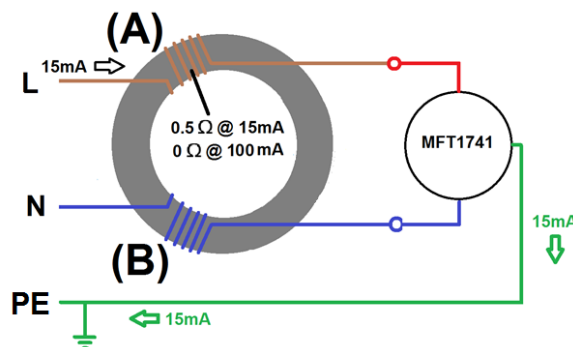 (A)
15mA
L
0.5 Ω @ 15mA
0 Ω @ 100 mA
MFT1741
N
(B)
15mA
PE
15mA